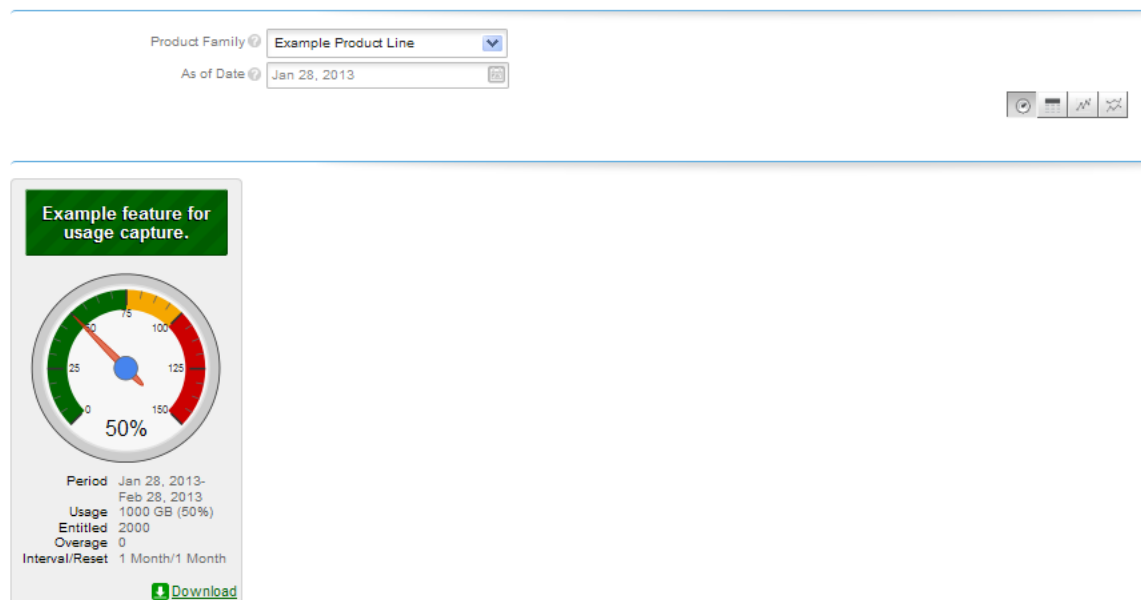 Product Family Example Product Line
As of Date Jan 28, 2013
Example feature for
usage capture.
75
50 100
25 125
0 150
50%
Period Jan 28, 2013-
Feb 28, 2013
Usage 1000 GB (50%)
Entitled 2000
Overage 0
Interval/Reset 1 Month/1 Month
Download